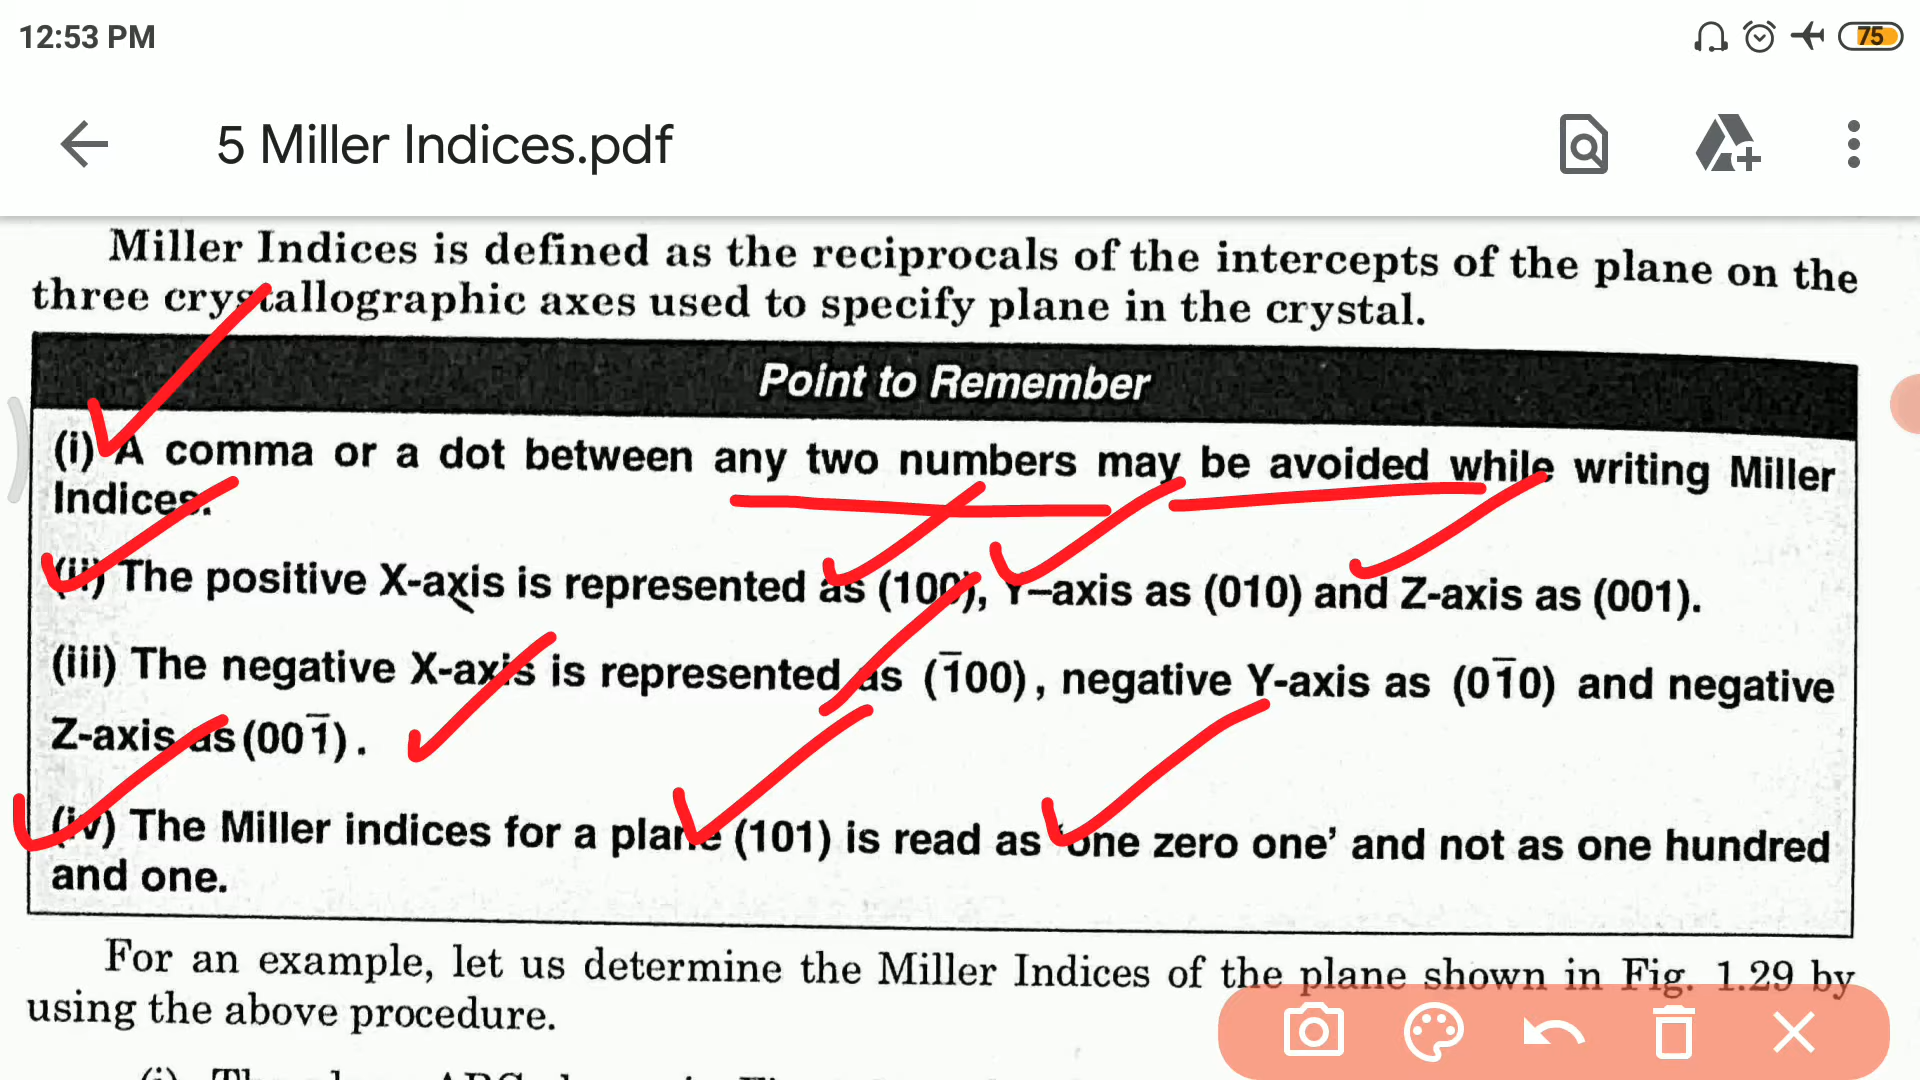 12:53 PM
75
5 Miller Indices.pdf
Miller Indices is defined as the reciprocals of the intercepts of the plane on the
three crystallographic axes used to specify plane in the crystal.
Point to Remember
(i) A comma or a dot between any two numbers may be avoided while writing Miller
Indices.
(ii) The positive X-axis is represented as (100), Y–axis as (010) and Z-axis as (001).
(iii) The negative X-axis is represented as (1̅00), negative Y-axis as (01̅0) and negative
Z-axis as (001̅).
(iv) The Miller indices for a plane (101) is read as ‘one zero one’ and not as one hundred
and one.
For an example, let us determine the Miller Indices of the plane shown in Fig. 1.29 by
using the above procedure.